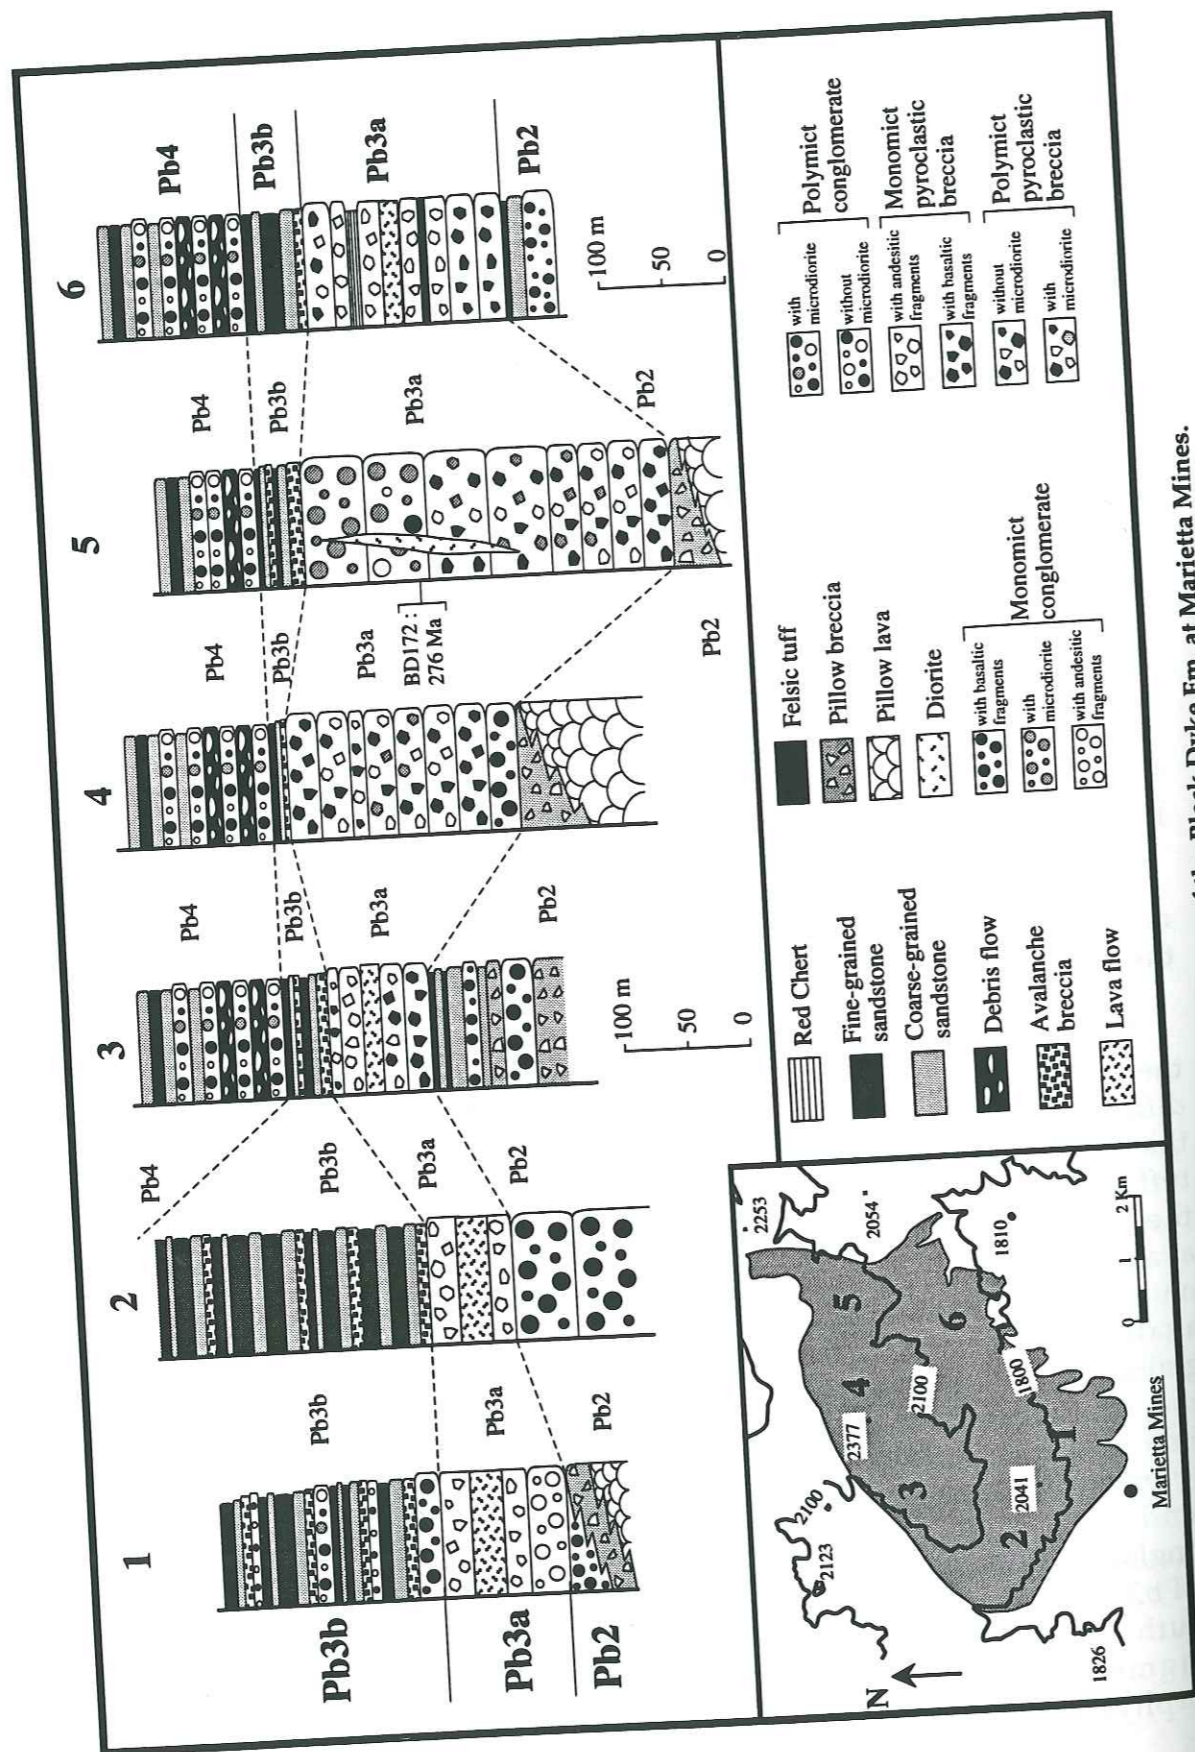 1
2
3
4
5
6
Pb3b
Pb3a
Pb2
Pb3b
Pb3a
Pb2
Pb4
Pb3b
Pb3a
Pb2
Pb4
Pb3b
Pb3a
Pb2
Pb4
Pb3b
Pb3a
BD172 :
276 Ma
Pb2
Pb4
Pb3b
Pb3a
Pb2
Pb4
Pb3b
Pb3a
Pb2
100 m
50
0
100 m
50
0
N
1826
2123
2100
2377
2253
2054
1810
1800
2100
2041
1
2
3
4
5
6
0
1
2 Km
Marietta Mines
Red Chert
Fine-grained
sandstone
Coarse-grained
sandstone
Debris flow
Avalanche
breccia
Lava flow
Felsic tuff
Pillow breccia
Pillow lava
Diorite
with basaltic
fragments
with
microdiorite
with andesitic
fragments
Monomict
conglomerate
with
microdiorite
without
microdiorite
Polymict
conglomerate
with andesitic
fragments
with basaltic
fragments
Monomict
pyroclastic
breccia
without
microdiorite
with
microdiorite
Polymict
pyroclastic
breccia
Black Dyke Fm. at Marietta Mines.